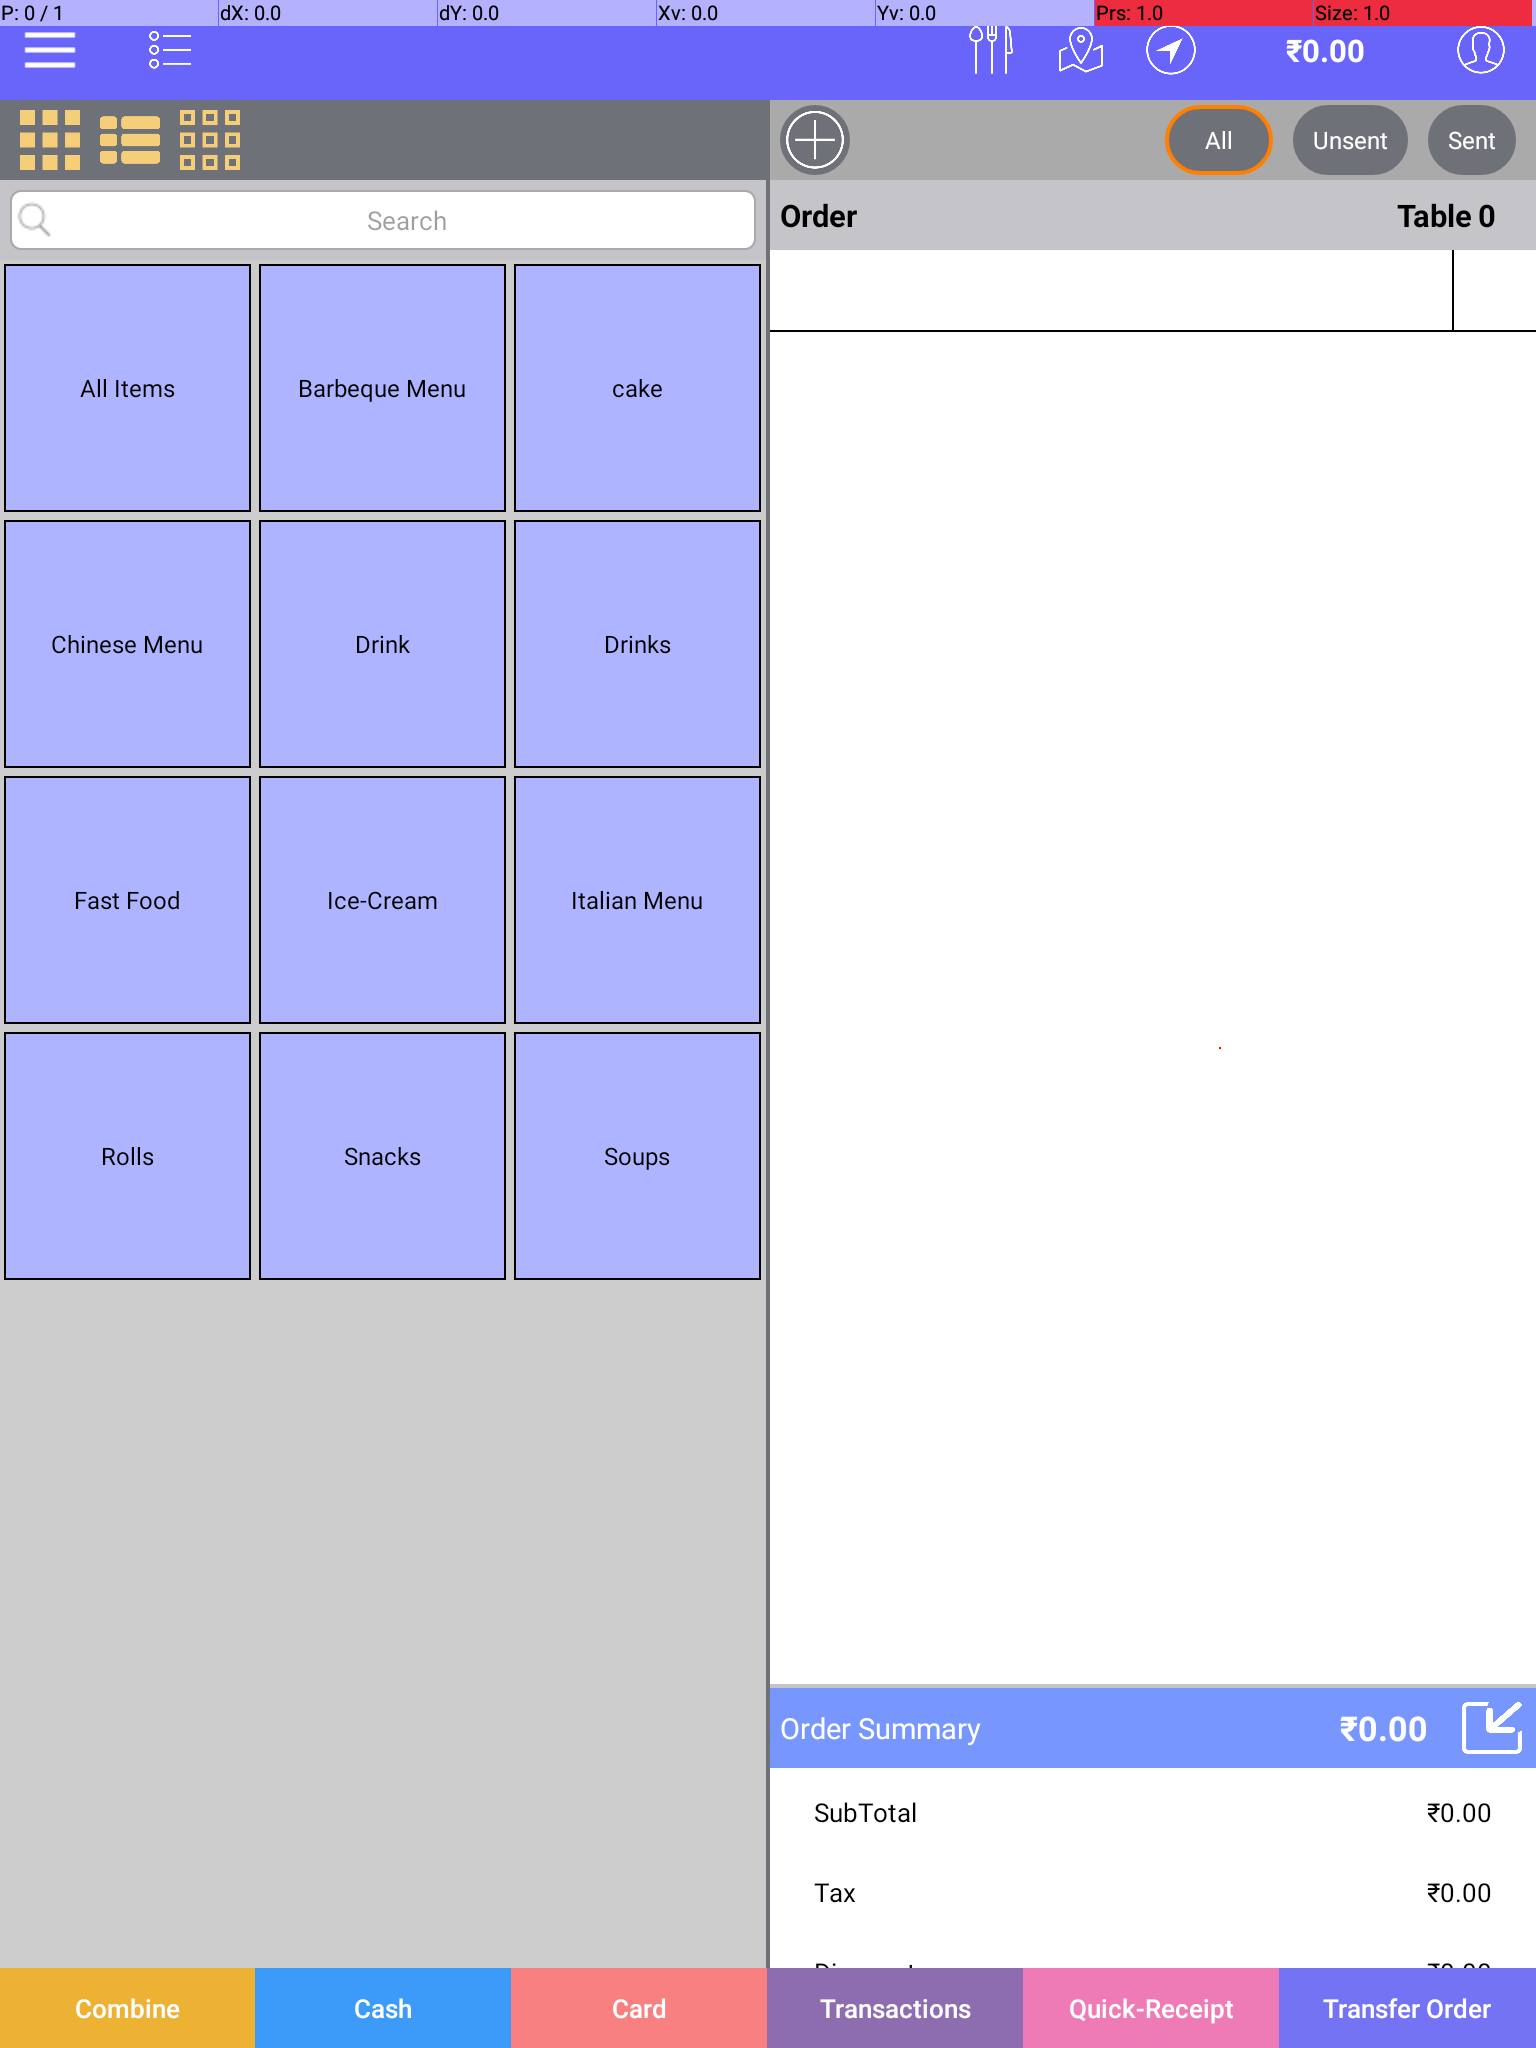 P: 0 / 1 dX: 0.0 dY: 0.0 Xv: 0.0 Yv: 0.0 Prs: 1.0 Size: 1.0
₹0.00
All Unsent Sent
Search
Order Table 0
All Items Barbeque Menu cake
Chinese Menu Drink Drinks
Fast Food Ice-Cream Italian Menu
Rolls Snacks Soups
Order Summary ₹0.00
SubTotal ₹0.00
Tax ₹0.00
Combine Cash Card Transactions Quick-Receipt Transfer Order